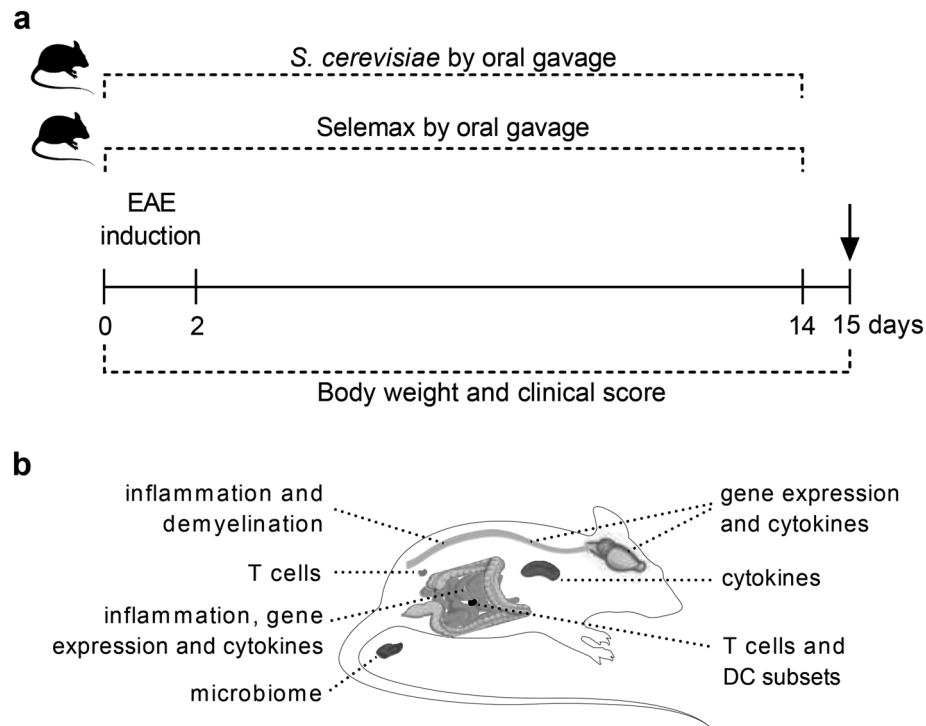 a
S. cerevisiae by oral gavage
Selemax by oral gavage
EAE
induction
0 2 14 15 days
Body weight and clinical score
b
inflammation and
demyelination
gene expression
and cytokines
T cells
cytokines
inflammation, gene
expression and cytokines
T cells and
DC subsets
microbiome